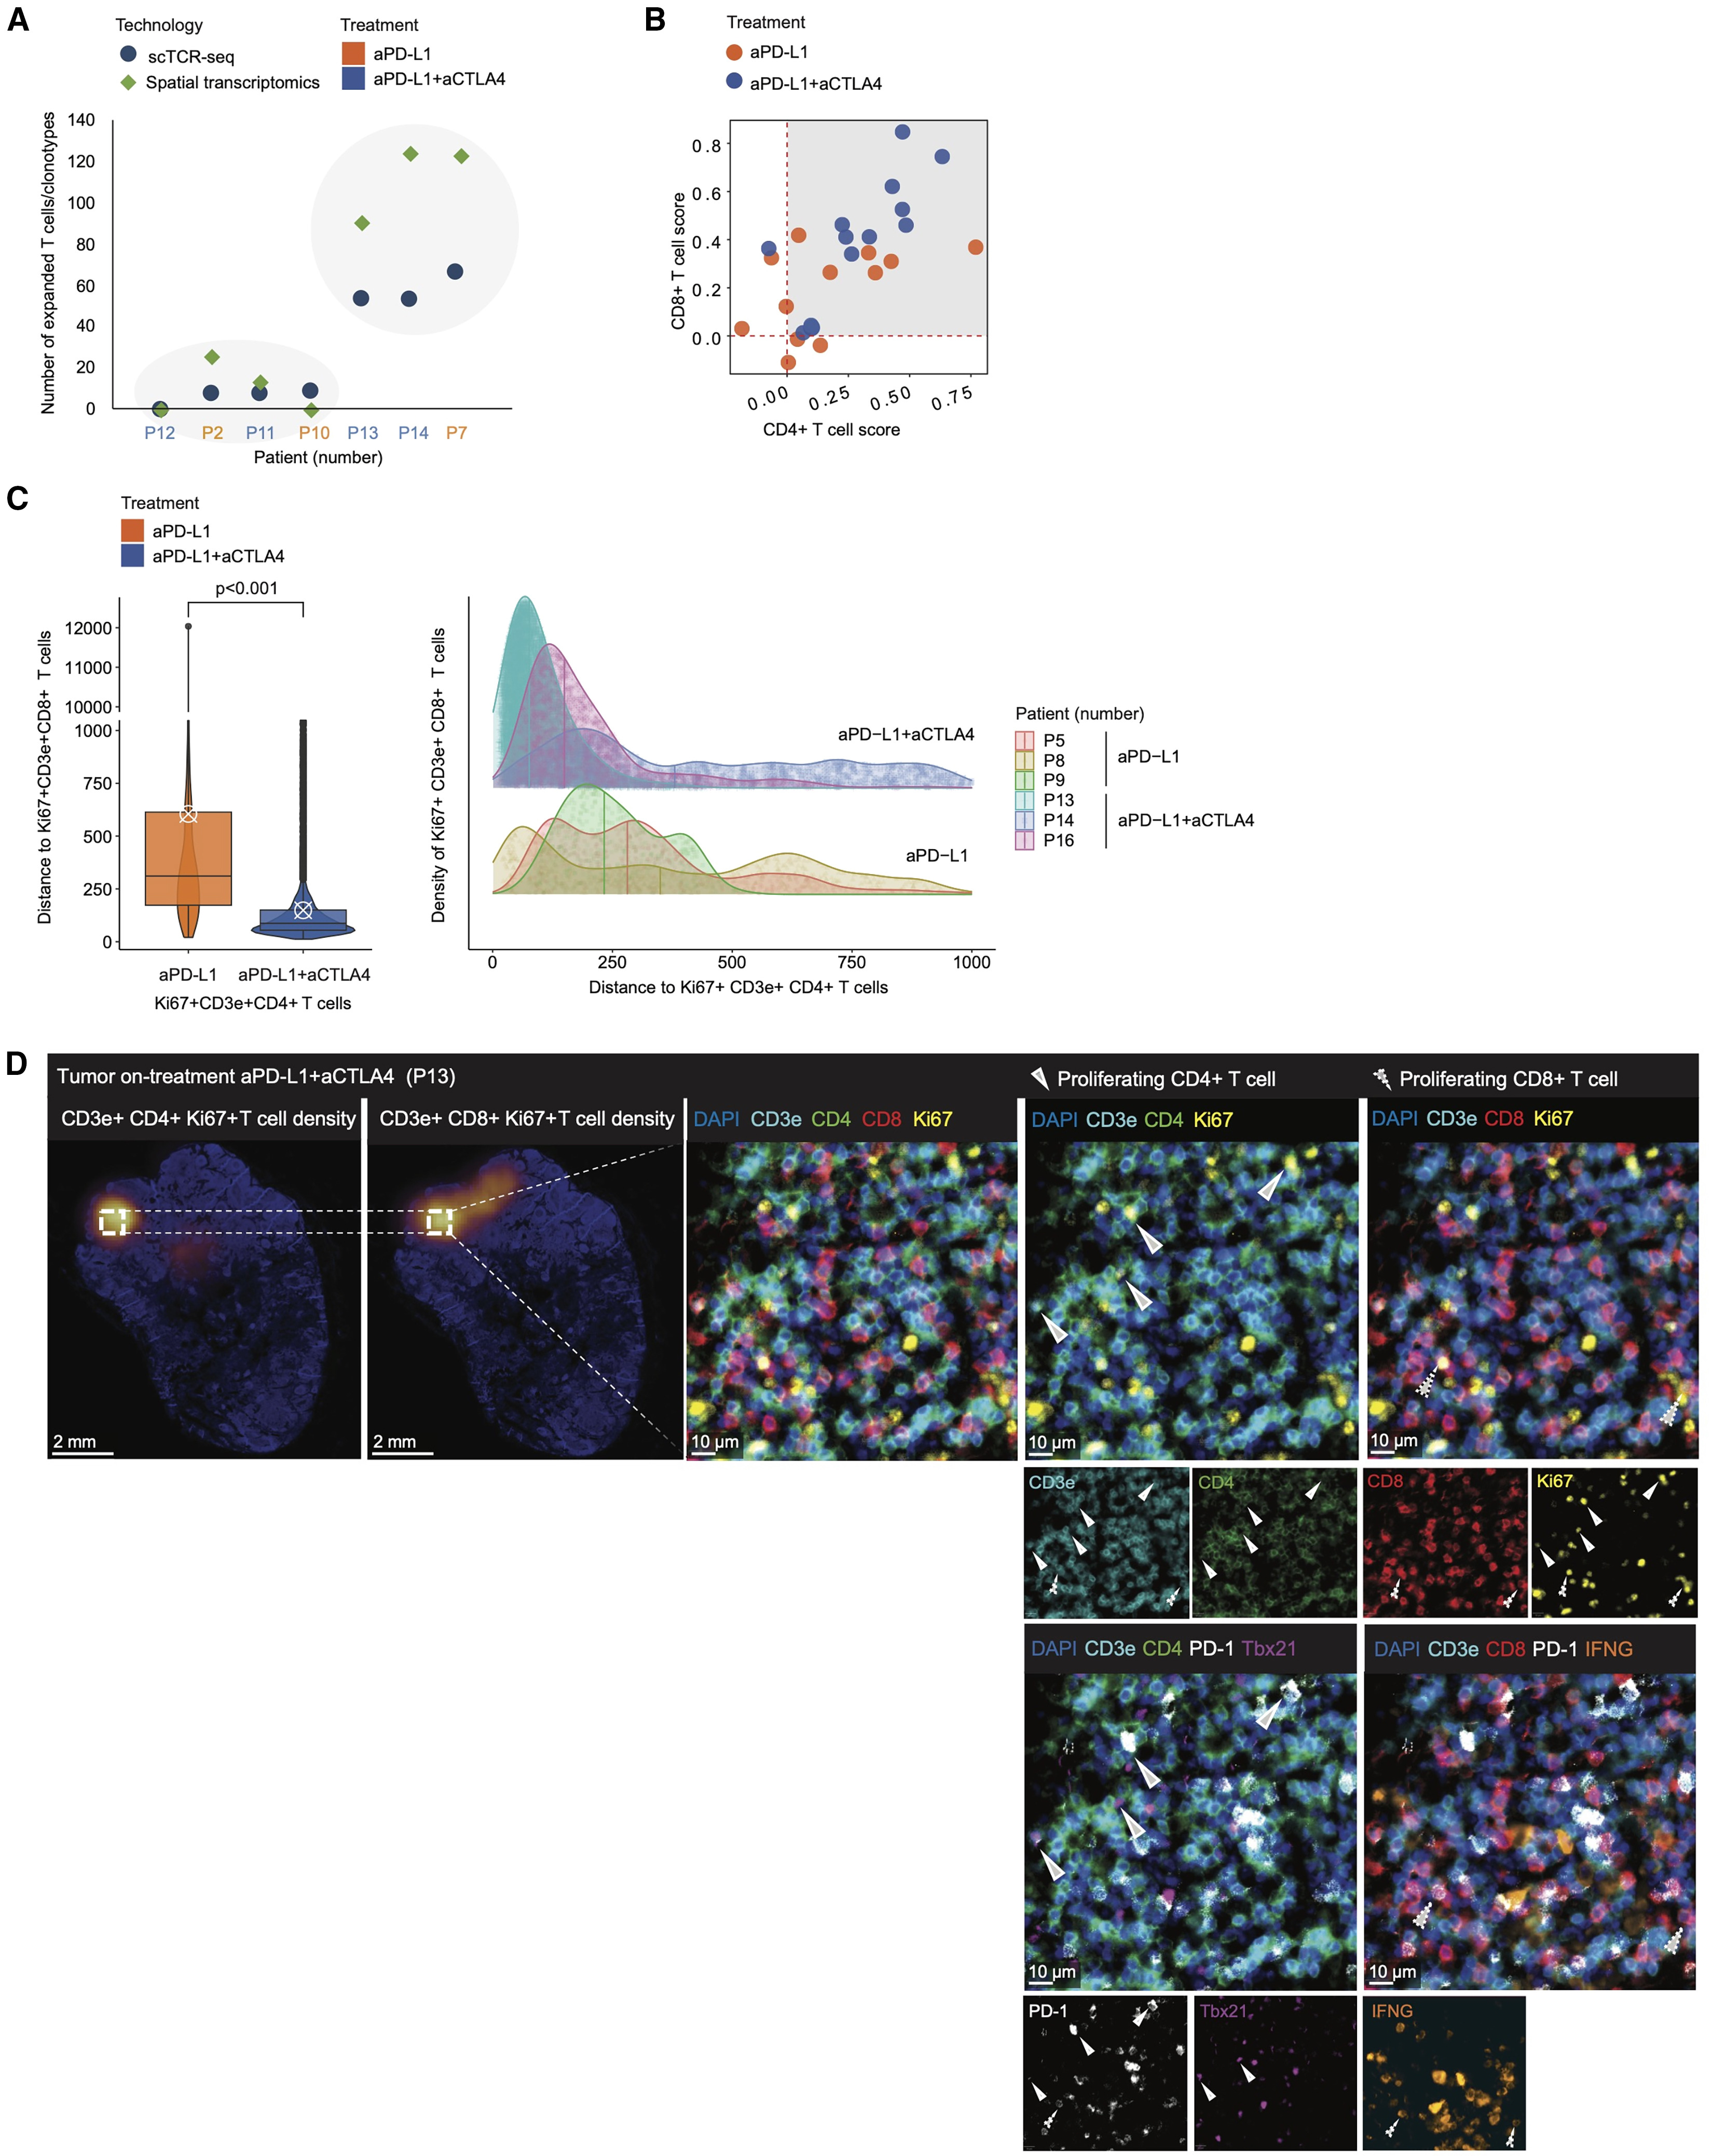 A
Technology
scTCR-seq
Spatial transcriptomics
Treatment
aPD-L1
aPD-L1+aCTLA4
Number of expanded T cells/clonotypes
140
120
100
80
60
40
20
0
P12 P2 P11 P10 P13 P14 P7
Patient (number)
B
Treatment
aPD-L1
aPD-L1+aCTLA4
CD8+ T cell score
0.8
0.6
0.4
0.2
0.0
0.00 0.25 0.50 0.75
CD4+ T cell score
C
Treatment
aPD-L1
aPD-L1+aCTLA4
p<0.001
Distance to Ki67+CD3e+CD8+ T cells
12000
11000
10000
1000
750
500
250
0
aPD-L1 aPD-L1+aCTLA4
Ki67+CD3e+CD4+ T cells
Density of Ki67+ CD3e+ CD8+ T cells
aPD-L1+aCTLA4
aPD-L1
0 250 500 750 1000
Distance to Ki67+ CD3e+ CD4+ T cells
Patient (number)
P5
P8
P9
P13
P14
P16
aPD-L1
aPD-L1+aCTLA4
D
Tumor on-treatment aPD-L1+aCTLA4 (P13)
Proliferating CD4+ T cell
Proliferating CD8+ T cell
CD3e+ CD4+ Ki67+T cell density
CD3e+ CD8+ Ki67+T cell density
DAPI CD3e CD4 CD8 Ki67
DAPI CD3e CD4 Ki67
DAPI CD3e CD8 Ki67
2 mm
2 mm
10 µm
10 µm
10 µm
CD3e
CD4
CD8
Ki67
DAPI CD3e CD4 PD-1 Tbx21
DAPI CD3e CD8 PD-1 IFNG
10 µm
10 µm
PD-1
Tbx21
IFNG